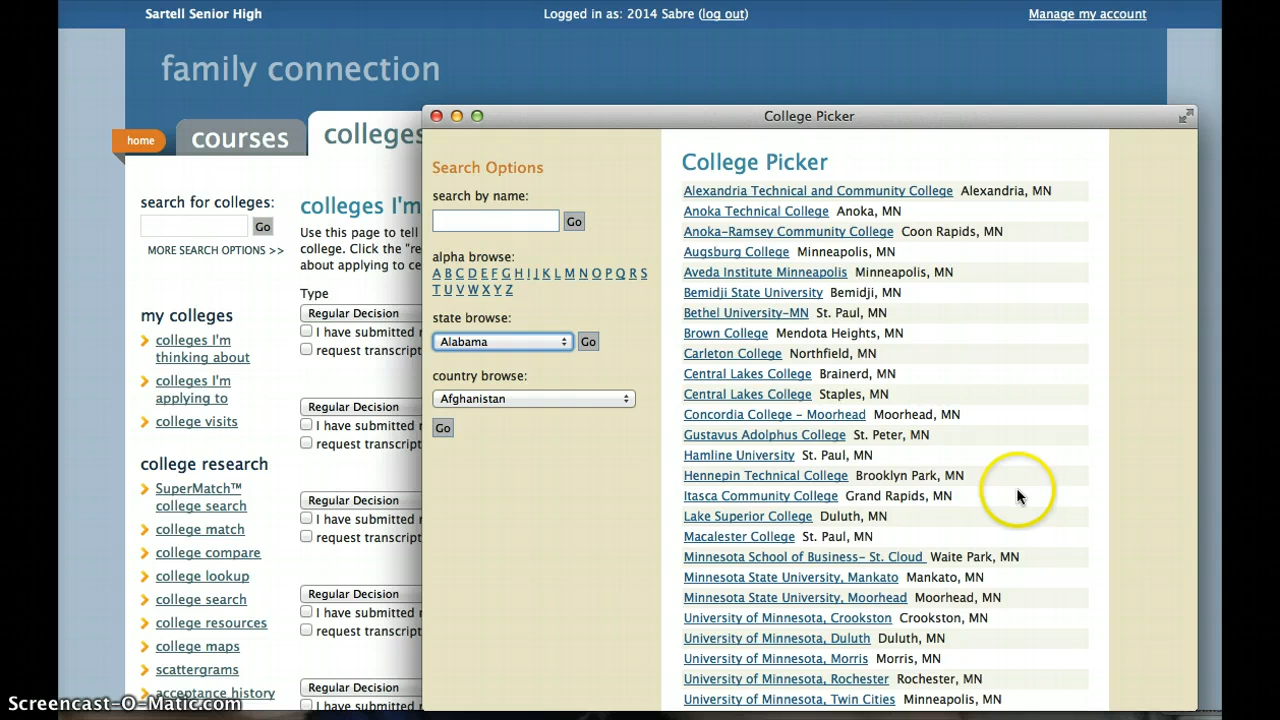 Sartell Senior High
Logged in as: 2014 Sabre (log out)
Manage my account
family connection
home
courses
colleges
search for colleges:
Go
MORE SEARCH OPTIONS >>
my colleges
colleges I'm
thinking about
colleges I'm
applying to
college visits
college research
SuperMatch™
college search
college match
college compare
college lookup
college search
college resources
college maps
scattergrams
acceptance history
colleges I'm
Use this page to tell
college. Click the "re
about applying to ce
Type
Regular Decision
I have submitted
request transcript
Regular Decision
I have submitted
request transcript
Regular Decision
I have submitted
request transcript
Regular Decision
I have submitted
request transcript
Regular Decision
I have submitted
College Picker
Search Options
search by name:
Go
alpha browse:
A B C D E F G H I J K L M N O P Q R S
T U V W X Y Z
state browse:
Alabama Go
country browse:
Afghanistan
Go
College Picker
Alexandria Technical and Community College Alexandria, MN
Anoka Technical College Anoka, MN
Anoka-Ramsey Community College Coon Rapids, MN
Augsburg College Minneapolis, MN
Aveda Institute Minneapolis Minneapolis, MN
Bemidji State University Bemidji, MN
Bethel University-MN St. Paul, MN
Brown College Mendota Heights, MN
Carleton College Northfield, MN
Central Lakes College Brainerd, MN
Central Lakes College Staples, MN
Concordia College - Moorhead Moorhead, MN
Gustavus Adolphus College St. Peter, MN
Hamline University St. Paul, MN
Hennepin Technical College Brooklyn Park, MN
Itasca Community College Grand Rapids, MN
Lake Superior College Duluth, MN
Macalester College St. Paul, MN
Minnesota School of Business- St. Cloud Waite Park, MN
Minnesota State University, Mankato Mankato, MN
Minnesota State University, Moorhead Moorhead, MN
University of Minnesota, Crookston Crookston, MN
University of Minnesota, Duluth Duluth, MN
University of Minnesota, Morris Morris, MN
University of Minnesota, Rochester Rochester, MN
University of Minnesota, Twin Cities Minneapolis, MN
Screencast-O-Matic.com